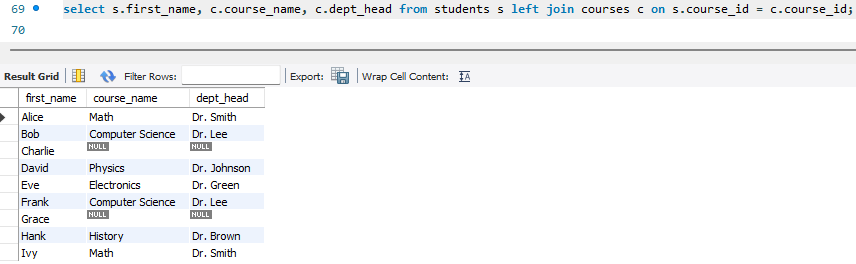 69 select s.first_name, c.course_name, c.dept_head from students s left join courses c on s.course_id = c.course_id;
70
Result Grid Filter Rows: Export: Wrap Cell Content:
first_name course_name dept_head
Alice Math Dr. Smith
Bob Computer Science Dr. Lee
Charlie NULL NULL
David Physics Dr. Johnson
Eve Electronics Dr. Green
Frank Computer Science Dr. Lee
Grace NULL NULL
Hank History Dr. Brown
Ivy Math Dr. Smith